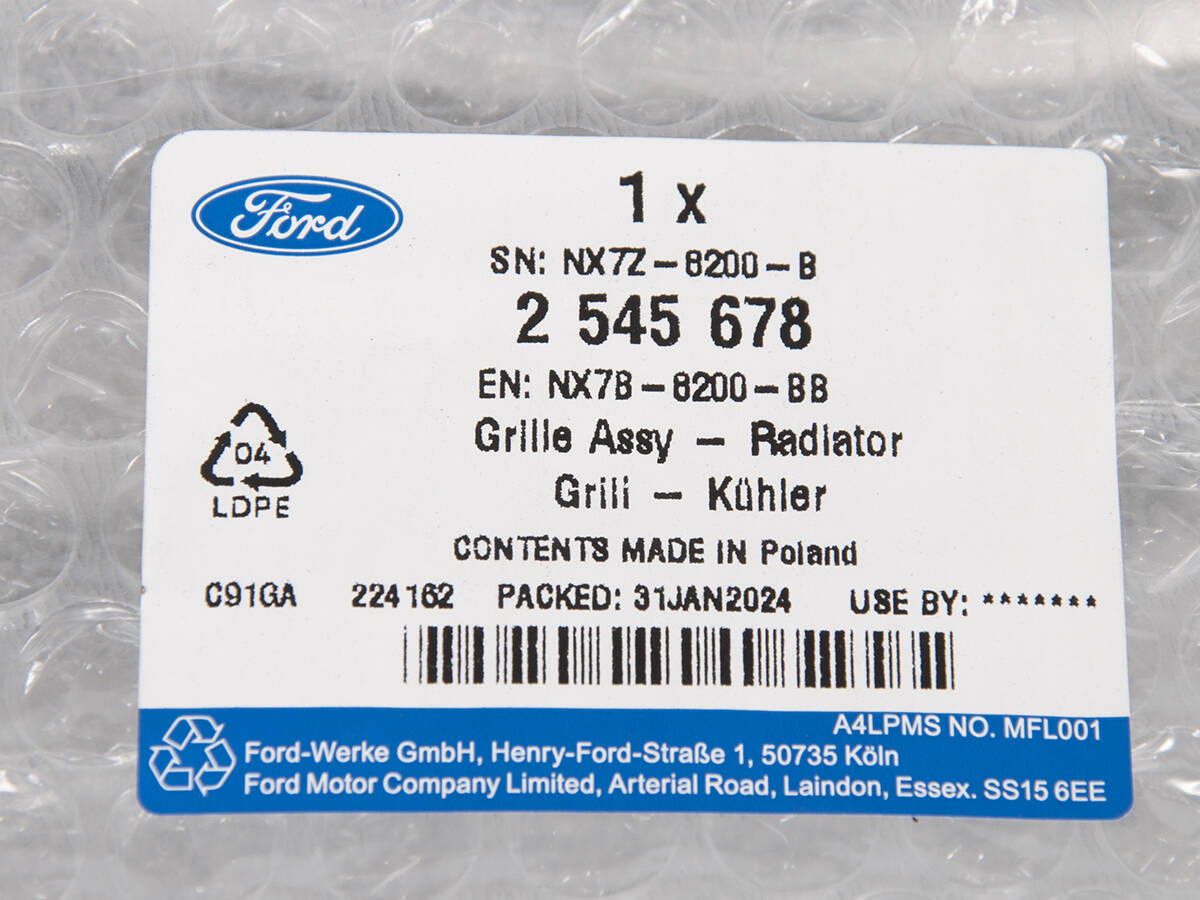 Ford
1 x
SN: NX7Z-8200-B
2 545 678
EN: NX7B-8200-BB
Grille Assy - Radiator
Grill - Kühler
04
LDPE
CONTENTS MADE IN Poland
C91GA 224162 PACKED: 31JAN2024 USE BY: *******
A4LPMS NO. MFL001
Ford-Werke GmbH, Henry-Ford-Straße 1, 50735 Köln
Ford Motor Company Limited, Arterial Road, Laindon, Essex. SS15 6EE